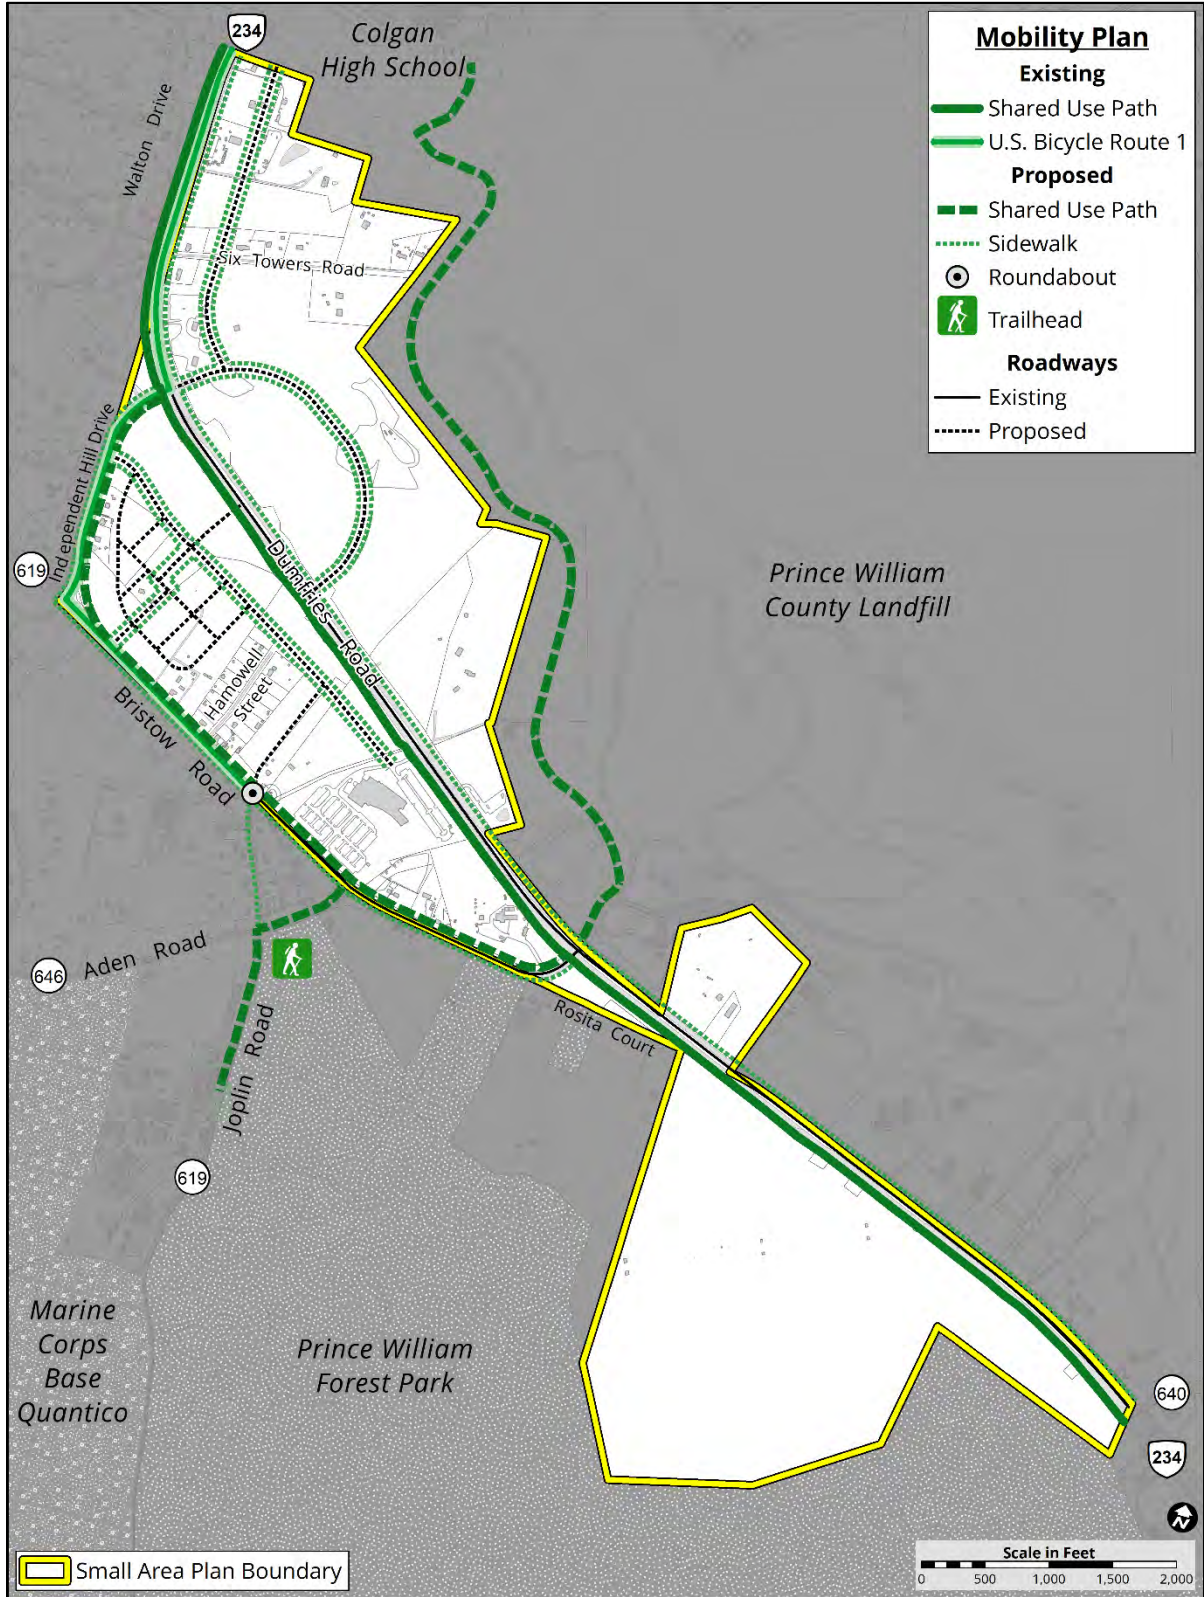 234
Colgan
High School
Mobility Plan
Existing
Shared Use Path
U.S. Bicycle Route 1
Proposed
Shared Use Path
Sidewalk
Roundabout
Trailhead
Roadways
Existing
Proposed
Walton Drive
Six Towers Road
Independent Hill Drive
619
Dumfries Road
Prince William
County Landfill
Hamowell
Street
Bristow Road
646
Aden Road
Rosita Court
Joplin Road
619
Marine
Corps
Base
Quantico
Prince William
Forest Park
640
234
N
Small Area Plan Boundary
Scale in Feet
0 500 1,000 1,500 2,000